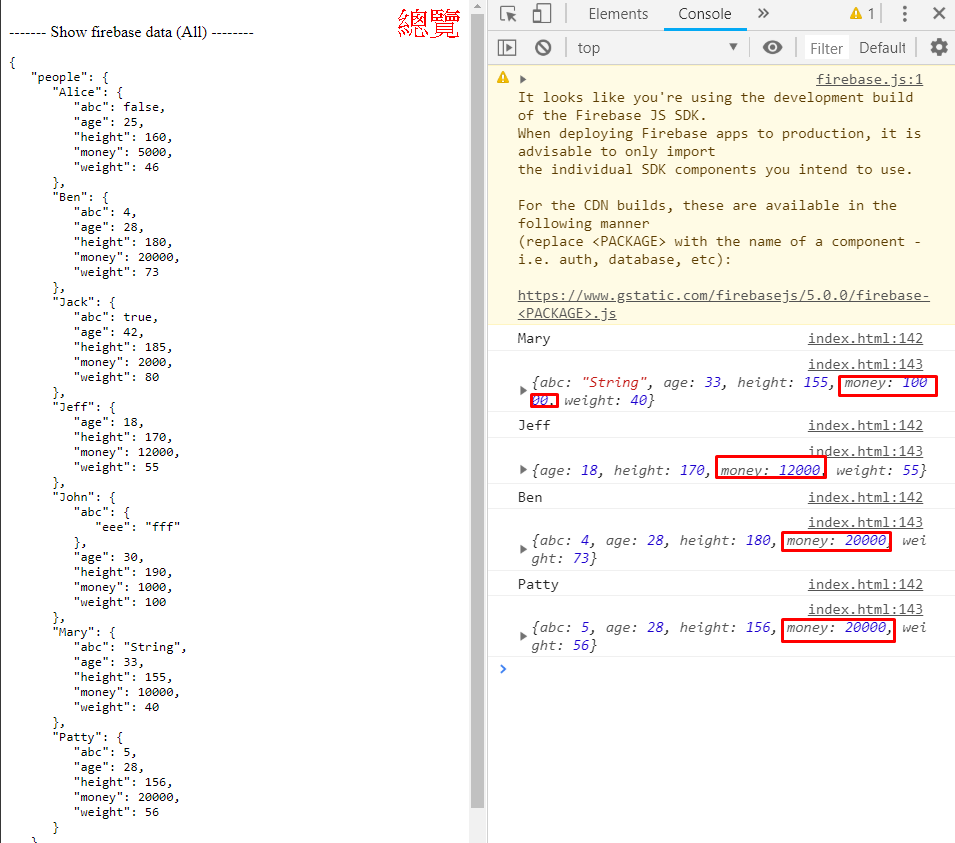 總覽
------- Show firebase data (All) --------
{
"people": {
"Alice": {
"abc": false,
"age": 25,
"height": 160,
"money": 5000,
"weight": 46
},
"Ben": {
"abc": 4,
"age": 28,
"height": 180,
"money": 20000,
"weight": 73
},
"Jack": {
"abc": true,
"age": 42,
"height": 185,
"money": 2000,
"weight": 80
},
"Jeff": {
"age": 18,
"height": 170,
"money": 12000,
"weight": 55
},
"John": {
"abc": {
"eee": "fff"
},
"age": 30,
"height": 190,
"money": 1000,
"weight": 100
},
"Mary": {
"abc": "String",
"age": 33,
"height": 155,
"money": 10000,
"weight": 40
},
"Patty": {
"abc": 5,
"age": 28,
"height": 156,
"money": 20000,
"weight": 56
}
}
Elements Console » 1
top Filter Default
firebase.js:1
It looks like you're using the development build
of the Firebase JS SDK.
When deploying Firebase apps to production, it is
advisable to only import
the individual SDK components you intend to use.
For the CDN builds, these are available in the
following manner
(replace <PACKAGE> with the name of a component -
i.e. auth, database, etc):
https://www.gstatic.com/firebasejs/5.0.0/firebase-
<PACKAGE>.js
Mary index.html:142
index.html:143
{abc: "String", age: 33, height: 155, money: 100
00, weight: 40}
Jeff index.html:142
index.html:143
{age: 18, height: 170, money: 12000, weight: 55}
Ben index.html:142
index.html:143
{abc: 4, age: 28, height: 180, money: 20000, wei
ght: 73}
Patty index.html:142
index.html:143
{abc: 5, age: 28, height: 156, money: 20000, wei
ght: 56}